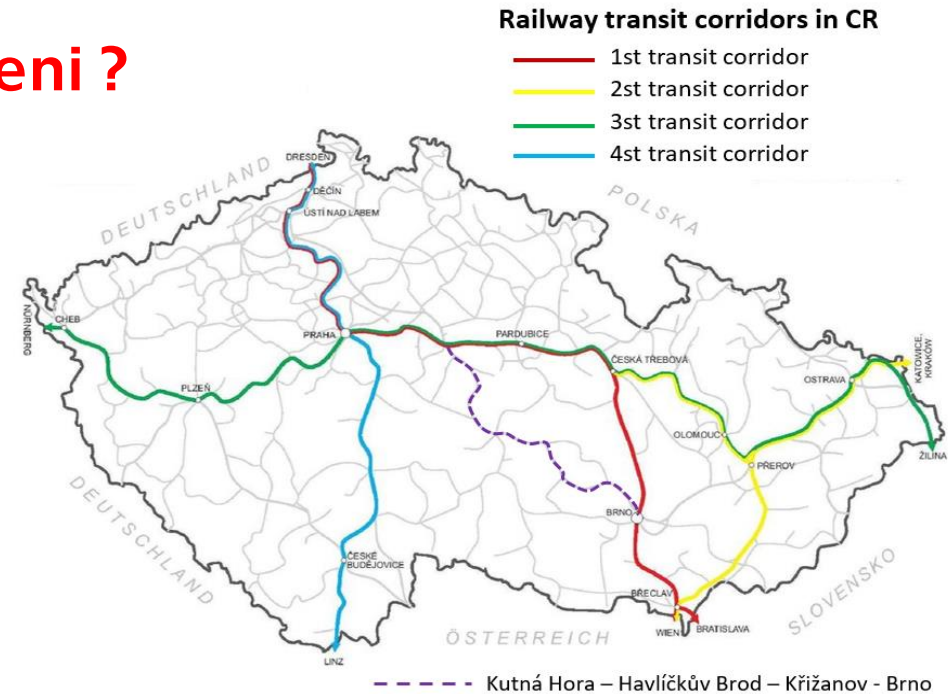 eni ?
Railway transit corridors in CR
1st transit corridor
2st transit corridor
3st transit corridor
4st transit corridor
DRESDEN
DĚČÍN
ÚSTÍ NAD LABEM
DEUTSCHLAND
POLSKA
NÜRNBERG
CHEB
PRAHA
PARDUBICE
ČESKÁ TŘEBOVÁ
KATOWICE,
KRAKÓW
OSTRAVA
PLZEŇ
OLOMOUC
PŘEROV
ŽILINA
DEUTSCHLAND
BRNO
ČESKÉ
BUDĚJOVICE
BŘECLAV
SLOVENSKO
WIEN
BRATISLAVA
ÖSTERREICH
LINZ
Kutná Hora – Havlíčkův Brod – Křižanov - Brno